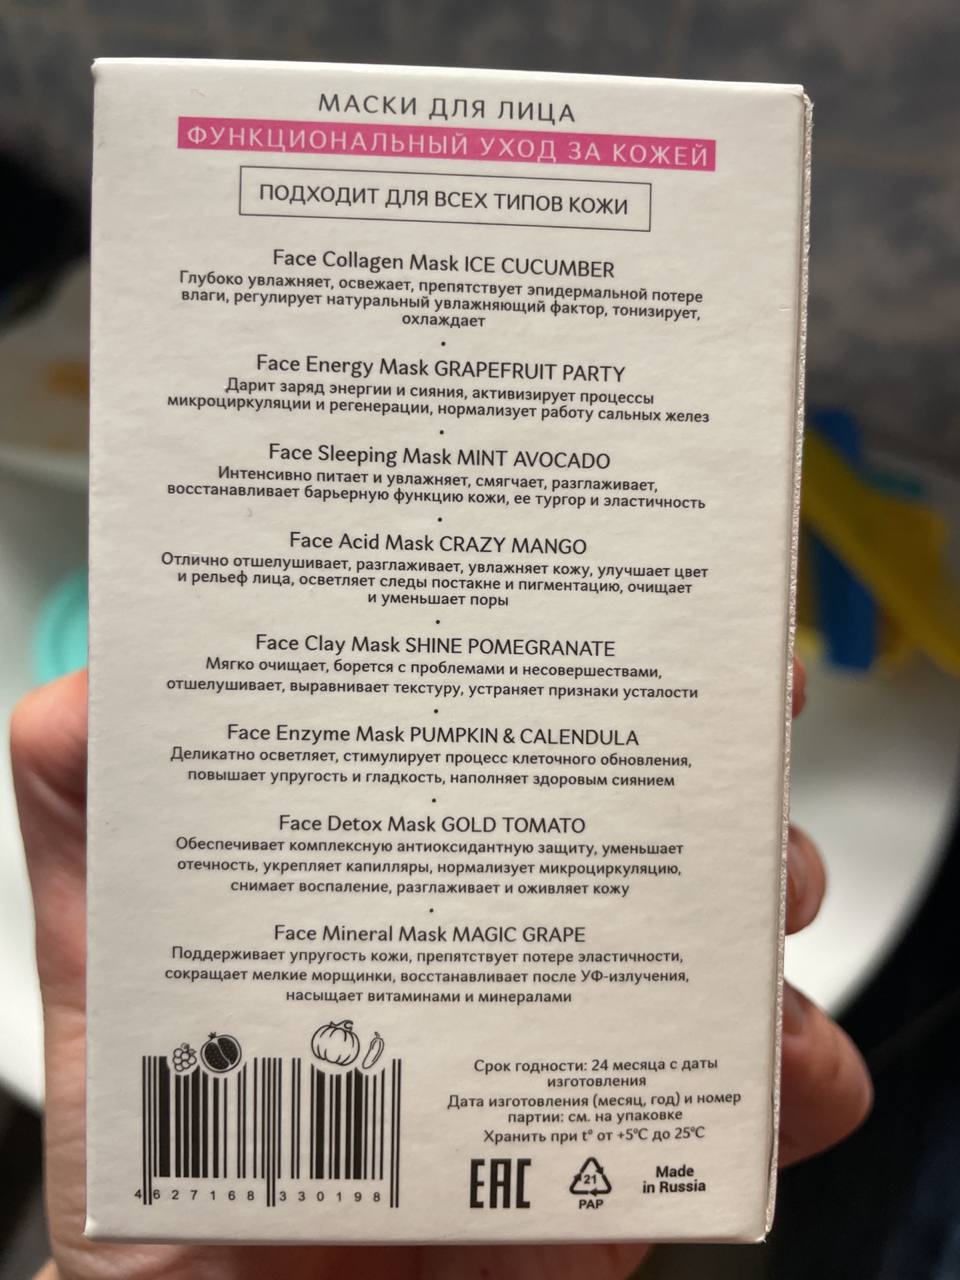 МАСКИ ДЛЯ ЛИЦА
ФУНКЦИОНАЛЬНЫЙ УХОД ЗА КОЖЕЙ
ПОДХОДИТ ДЛЯ ВСЕХ ТИПОВ КОЖИ
Face Collagen Mask ICE CUCUMBER
Глубоко увлажняет, освежает, препятствует эпидермальной потере
влаги, регулирует натуральный увлажняющий фактор, тонизирует,
охлаждает
•
Face Energy Mask GRAPEFRUIT PARTY
Дарит заряд энергии и сияния, активизирует процессы
микроциркуляции и регенерации, нормализует работу сальных желез
•
Face Sleeping Mask MINT AVOCADO
Интенсивно питает и увлажняет, смягчает, разглаживает,
восстанавливает барьерную функцию кожи, ее тургор и эластичность
•
Face Acid Mask CRAZY MANGO
Отлично отшелушивает, разглаживает, увлажняет кожу, улучшает цвет
и рельеф лица, осветляет следы постакне и пигментацию, очищает
и уменьшает поры
•
Face Clay Mask SHINE POMEGRANATE
Мягко очищает, борется с проблемами и несовершествами,
отшелушивает, выравнивает текстуру, устраняет признаки усталости
•
Face Enzyme Mask PUMPKIN & CALENDULA
Деликатно осветляет, стимулирует процесс клеточного обновления,
повышает упругость и гладкость, наполняет здоровым сиянием
•
Face Detox Mask GOLD TOMATO
Обеспечивает комплексную антиоксидантную защиту, уменьшает
отечность, укрепляет капилляры, нормализует микроциркуляцию,
снимает воспаление, разглаживает и оживляет кожу
•
Face Mineral Mask MAGIC GRAPE
Поддерживает упругость кожи, препятствует потере эластичности,
сокращает мелкие морщинки, восстанавливает после УФ-излучения,
насыщает витаминами и минералами
Срок годности: 24 месяца с даты
изготовления
Дата изготовления (месяц, год) и номер
партии: см. на упаковке
Хранить при t° от +5°C до 25°C
4 627168 330198
EAC
21
PAP
Made
in Russia